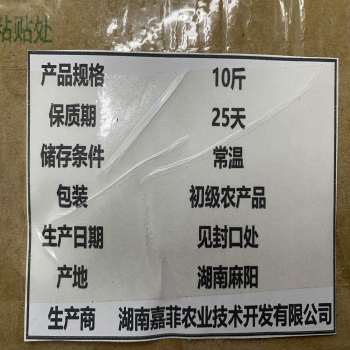 粘贴处
产品规格 10斤
保质期 25天
储存条件 常温
包装 初级农产品
生产日期 见封口处
产地 湖南麻阳
生产商 湖南嘉菲农业技术开发有限公司